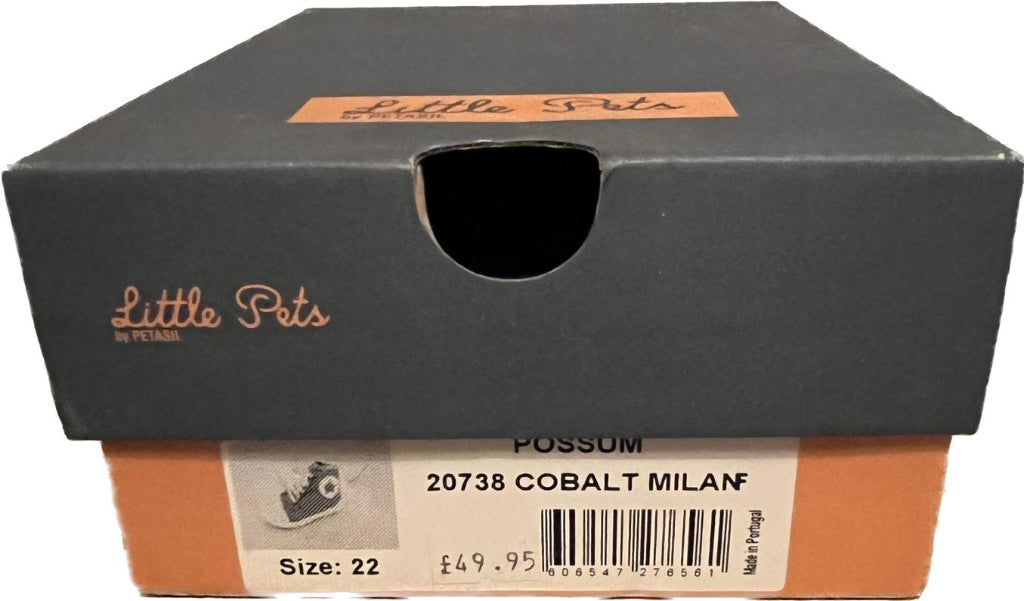 Little Pets
by PETASIL
Little Pets
by PETASIL
POSSUM
20738 COBALT MILAN F
Size: 22
£49.95
606547 276561
Made in Portugal